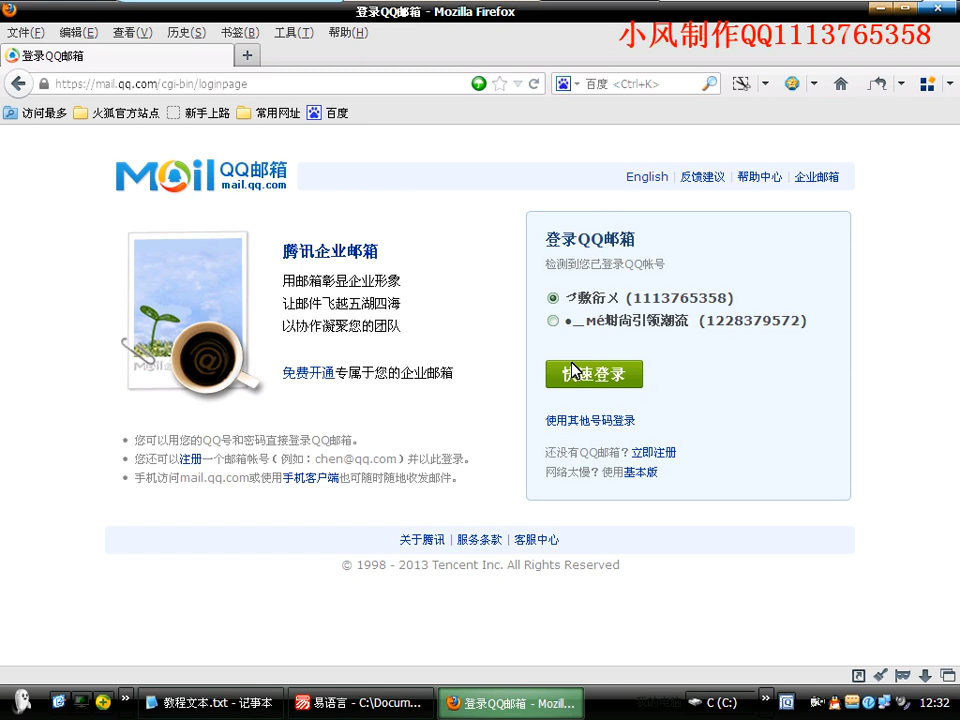 登录QQ邮箱 - Mozilla Firefox
文件(F) 编辑(E) 查看(V) 历史(S) 书签(B) 工具(T) 帮助(H)
小风制作QQ1113765358
登录QQ邮箱
https://mail.qq.com/cgi-bin/loginpage
百度 <Ctrl+K>
访问最多 火狐官方站点 新手上路 常用网址 百度
Mail QQ邮箱
mail.qq.com
English 反馈建议 帮助中心 企业邮箱
腾讯企业邮箱
用邮箱彰显企业形象
让邮件飞越五湖四海
以协作凝聚您的团队
免费开通专属于您的企业邮箱
您可以用您的QQ号和密码直接登录QQ邮箱。
您还可以注册一个邮箱帐号(例如:chen@qq.com)并以此登录。
手机访问mail.qq.com或使用手机客户端也可随时随地收发邮件。
登录QQ邮箱
检测到您已登录QQ帐号
(1113765358)
引领潮流 (1228379572)
快速登录
使用其他号码登录
还没有QQ邮箱?立即注册
网络太慢?使用基本版
关于腾讯 | 服务条款 | 客服中心
© 1998 - 2013 Tencent Inc. All Rights Reserved
教程文本.txt - 记事本
易语言 - C:\Docum...
登录QQ邮箱 - Mozil...
C (C:)
12:32